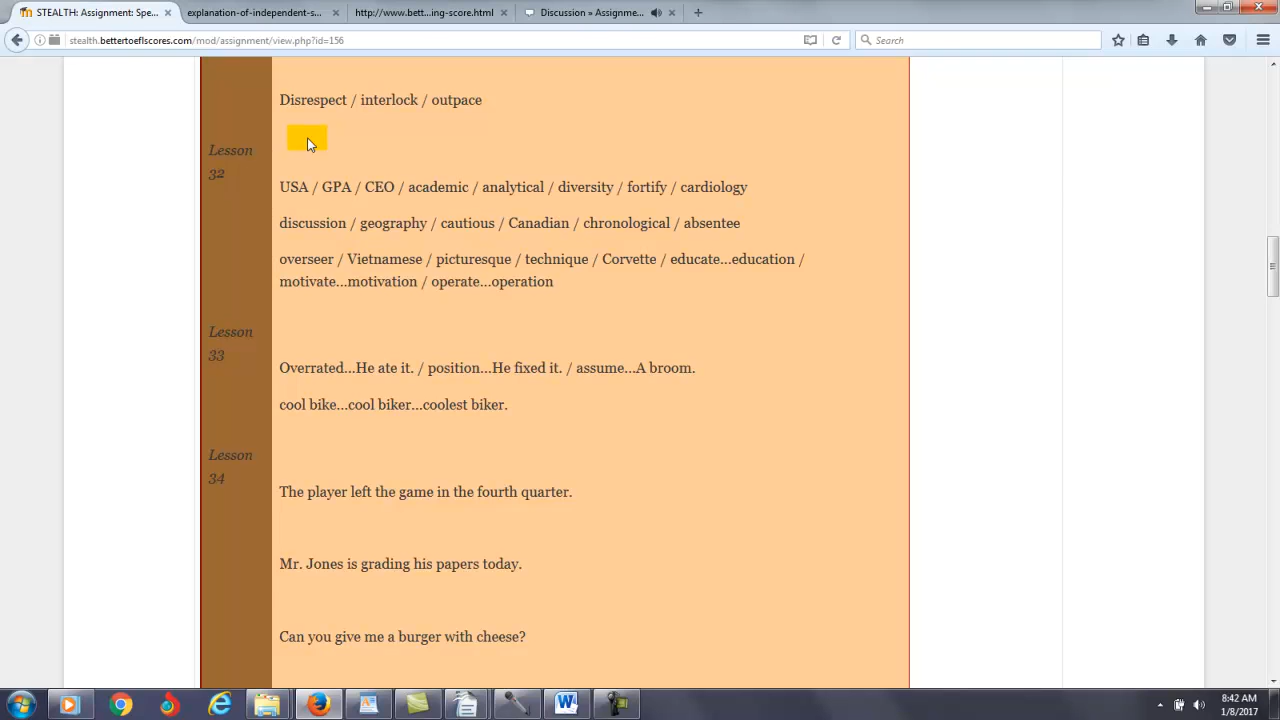 STEALTH: Assignment: Spe...
explanation-of-independent-s...
http://www.bett...ing-score.html
Discussion » Assignme...
stealth.bettertoeflscores.com/mod/assignment/view.php?id=156
Search
Disrespect / interlock / outpace
Lesson
32
USA / GPA / CEO / academic / analytical / diversity / fortify / cardiology
discussion / geography / cautious / Canadian / chronological / absentee
overseer / Vietnamese / picturesque / technique / Corvette / educate...education /
motivate...motivation / operate...operation
Lesson
33
Overrated...He ate it. / position...He fixed it. / assume...A broom.
cool bike...cool biker...coolest biker.
Lesson
34
The player left the game in the fourth quarter.
Mr. Jones is grading his papers today.
Can you give me a burger with cheese?
8:42 AM
1/8/2017